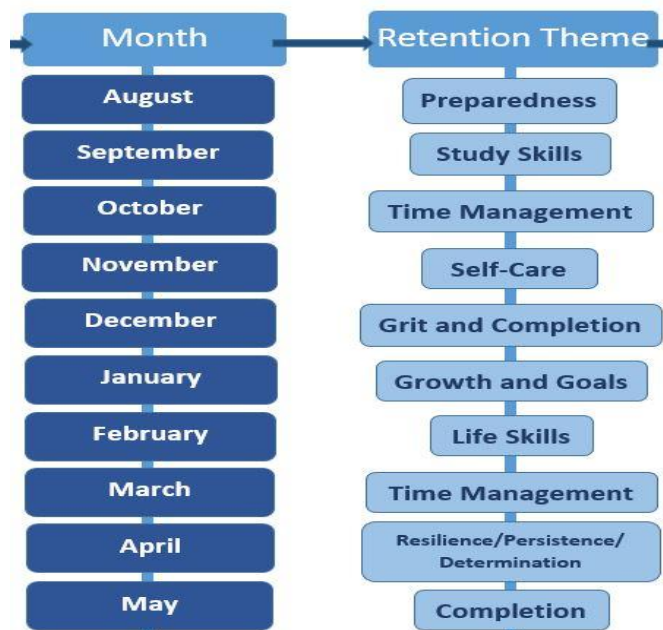 Month
Retention Theme
August
Preparedness
September
Study Skills
October
Time Management
November
Self-Care
December
Grit and Completion
January
Growth and Goals
February
Life Skills
March
Time Management
April
Resilience/Persistence/
Determination
May
Completion